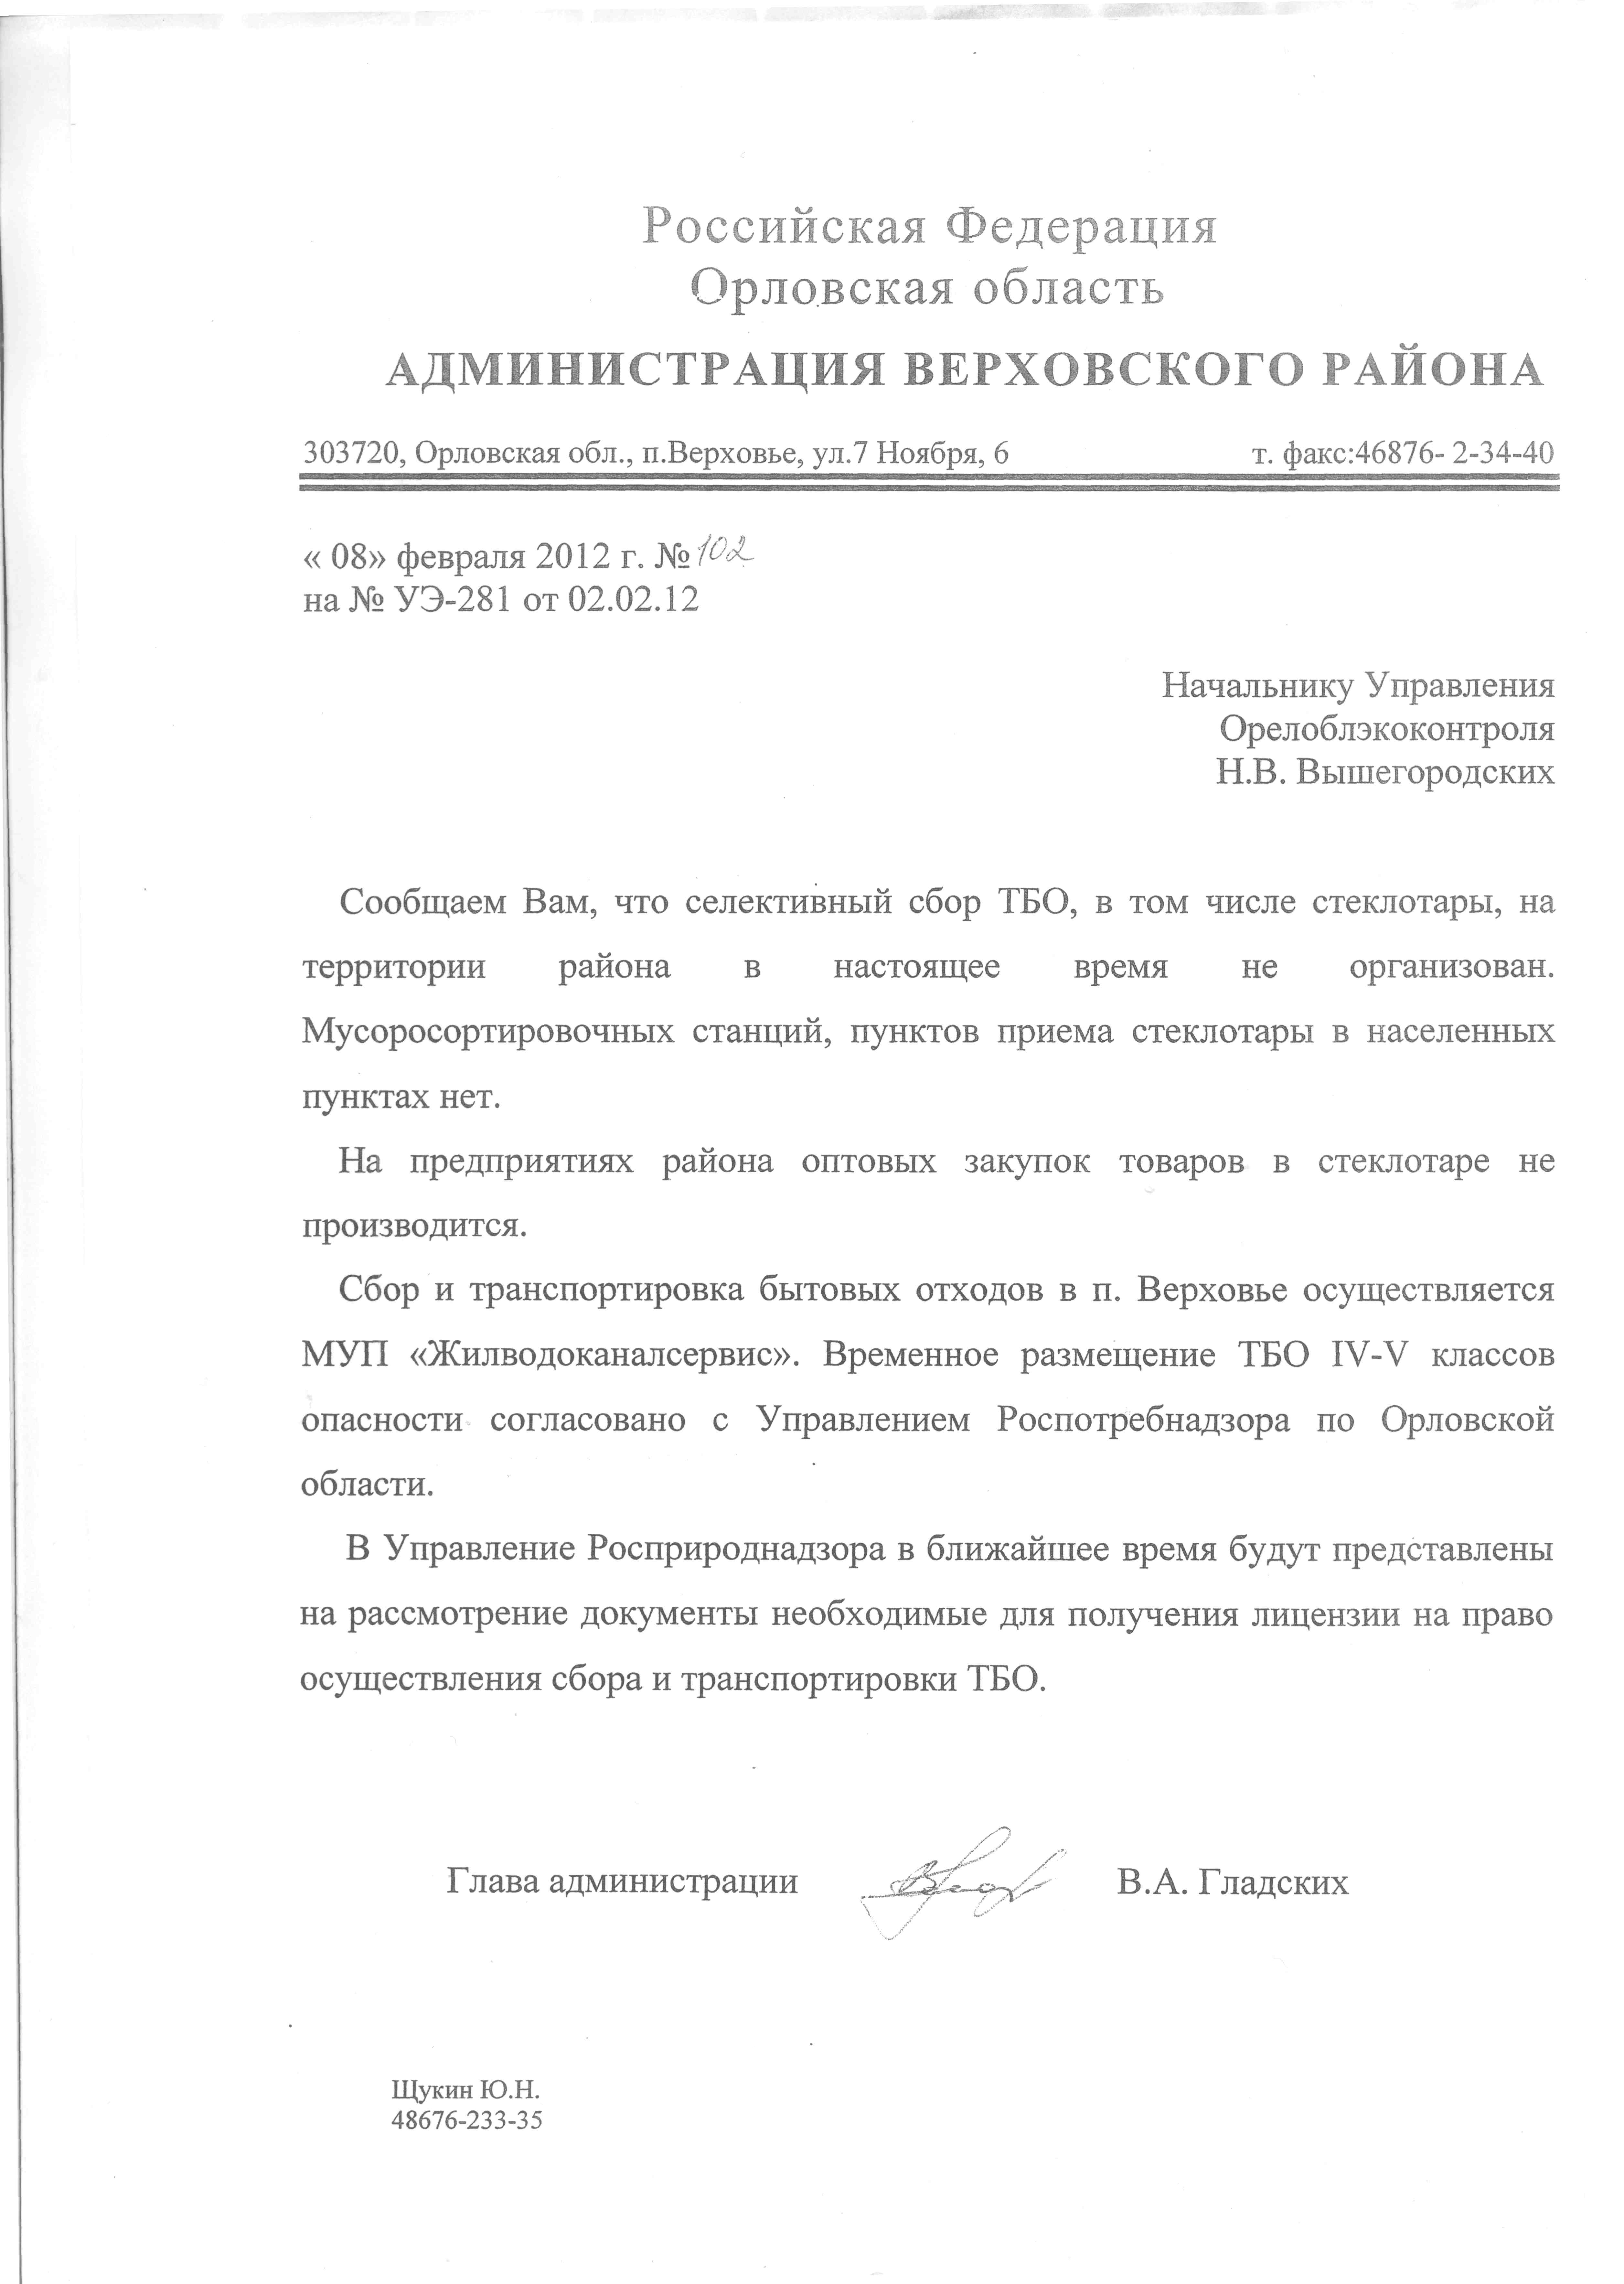 Российская Федерация
Орловская область
АДМИНИСТРАЦИЯ ВЕРХОВСКОГО РАЙОНА
303720, Орловская обл., п.Верховье, ул.7 Ноября, 6 т. факс:46876- 2-34-40
« 08» февраля 2012 г. №102
на № УЭ-281 от 02.02.12
Начальнику Управления
Орелоблэкоконтроля
Н.В. Вышегородских
Сообщаем Вам, что селективный сбор ТБО, в том числе стеклотары, на
территории района в настоящее время не организован.
Мусоросортировочных станций, пунктов приема стеклотары в населенных
пунктах нет.
На предприятиях района оптовых закупок товаров в стеклотаре не
производится.
Сбор и транспортировка бытовых отходов в п. Верховье осуществляется
МУП «Жилводоканалсервис». Временное размещение ТБО IV-V классов
опасности согласовано с Управлением Роспотребнадзора по Орловской
области.
В Управление Росприроднадзора в ближайшее время будут представлены
на рассмотрение документы необходимые для получения лицензии на право
осуществления сбора и транспортировки ТБО.
Глава администрации В.А. Гладских
Щукин Ю.Н.
48676-233-35